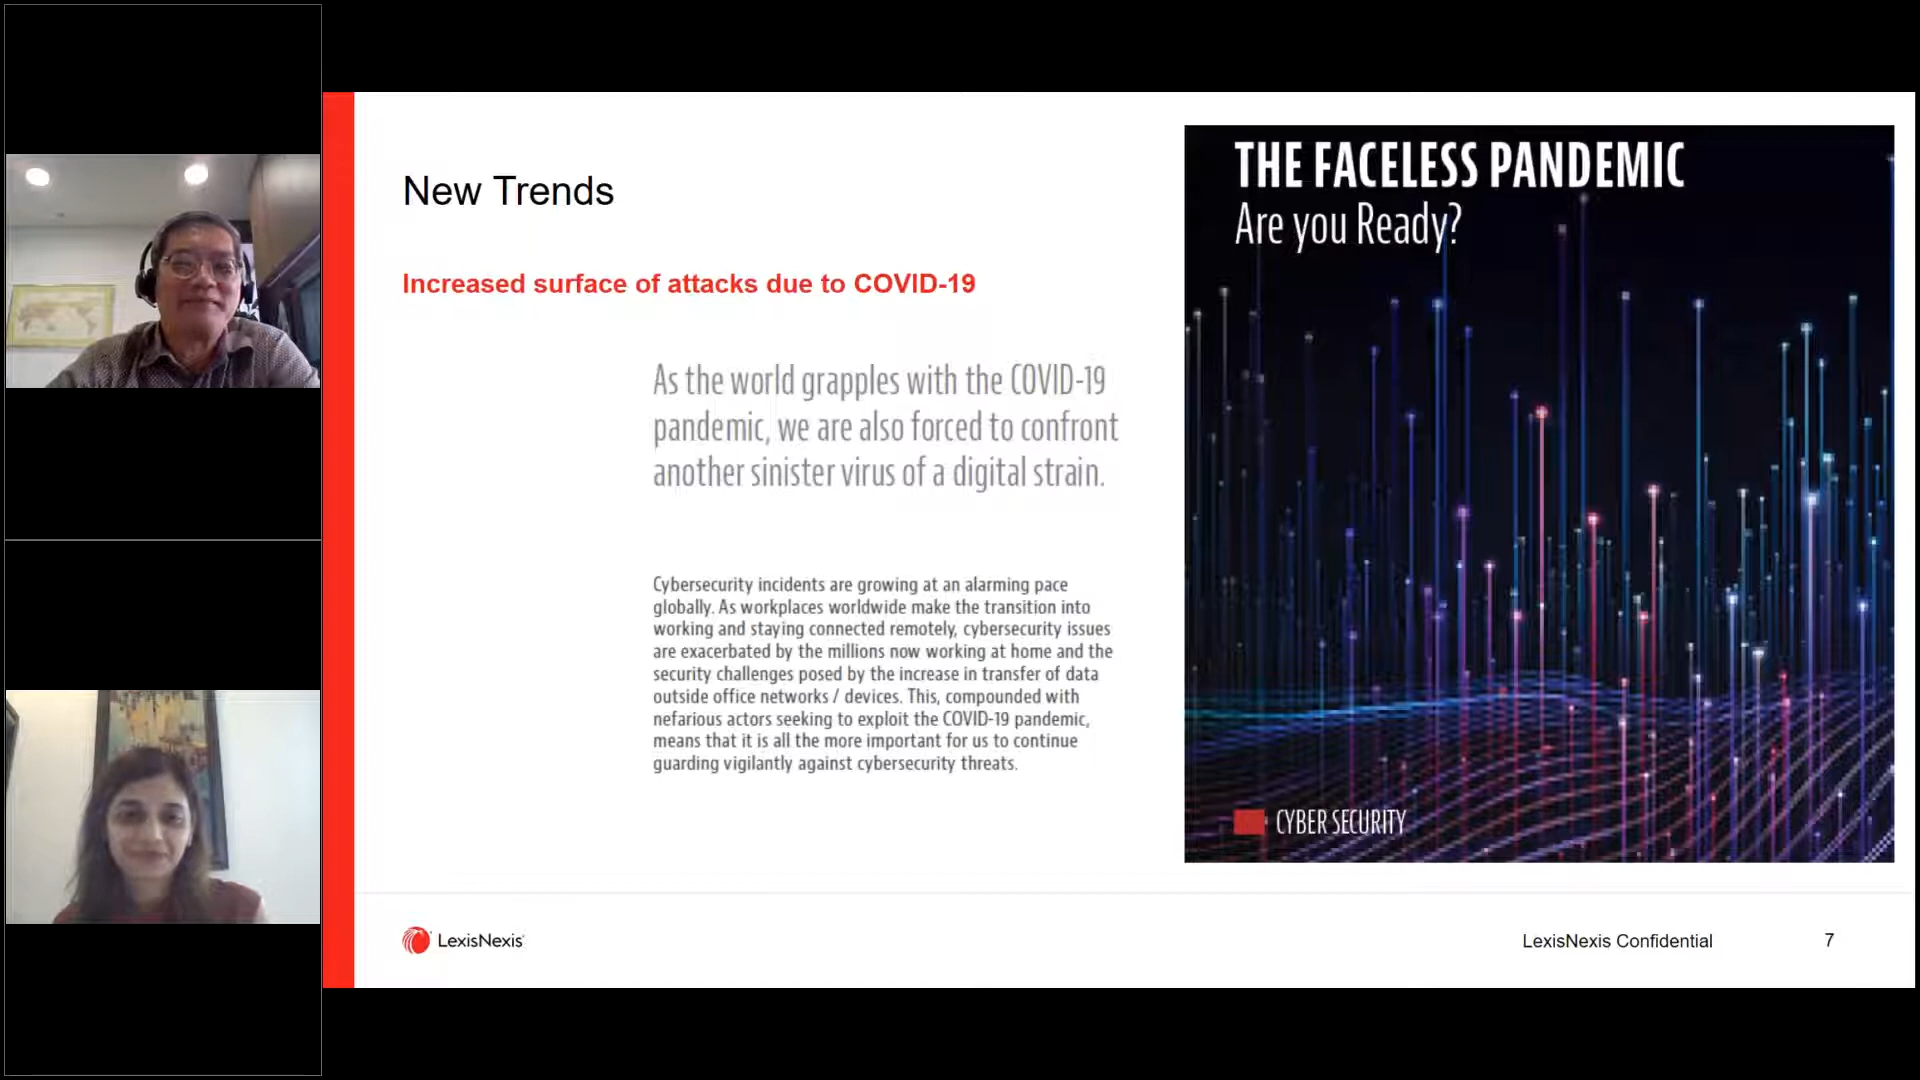 New Trends
Increased surface of attacks due to COVID-19
As the world grapples with the COVID-19
pandemic, we are also forced to confront
another sinister virus of a digital strain.
Cybersecurity incidents are growing at an alarming pace
globally. As workplaces worldwide make the transition into
working and staying connected remotely, cybersecurity issues
are exacerbated by the millions now working at home and the
security challenges posed by the increase in transfer of data
outside office networks / devices. This, compounded with
nefarious actors seeking to exploit the COVID-19 pandemic,
means that it is all the more important for us to continue
guarding vigilantly against cybersecurity threats.
THE FACELESS PANDEMIC
Are you Ready?
CYBER SECURITY
LexisNexis
LexisNexis Confidential
7